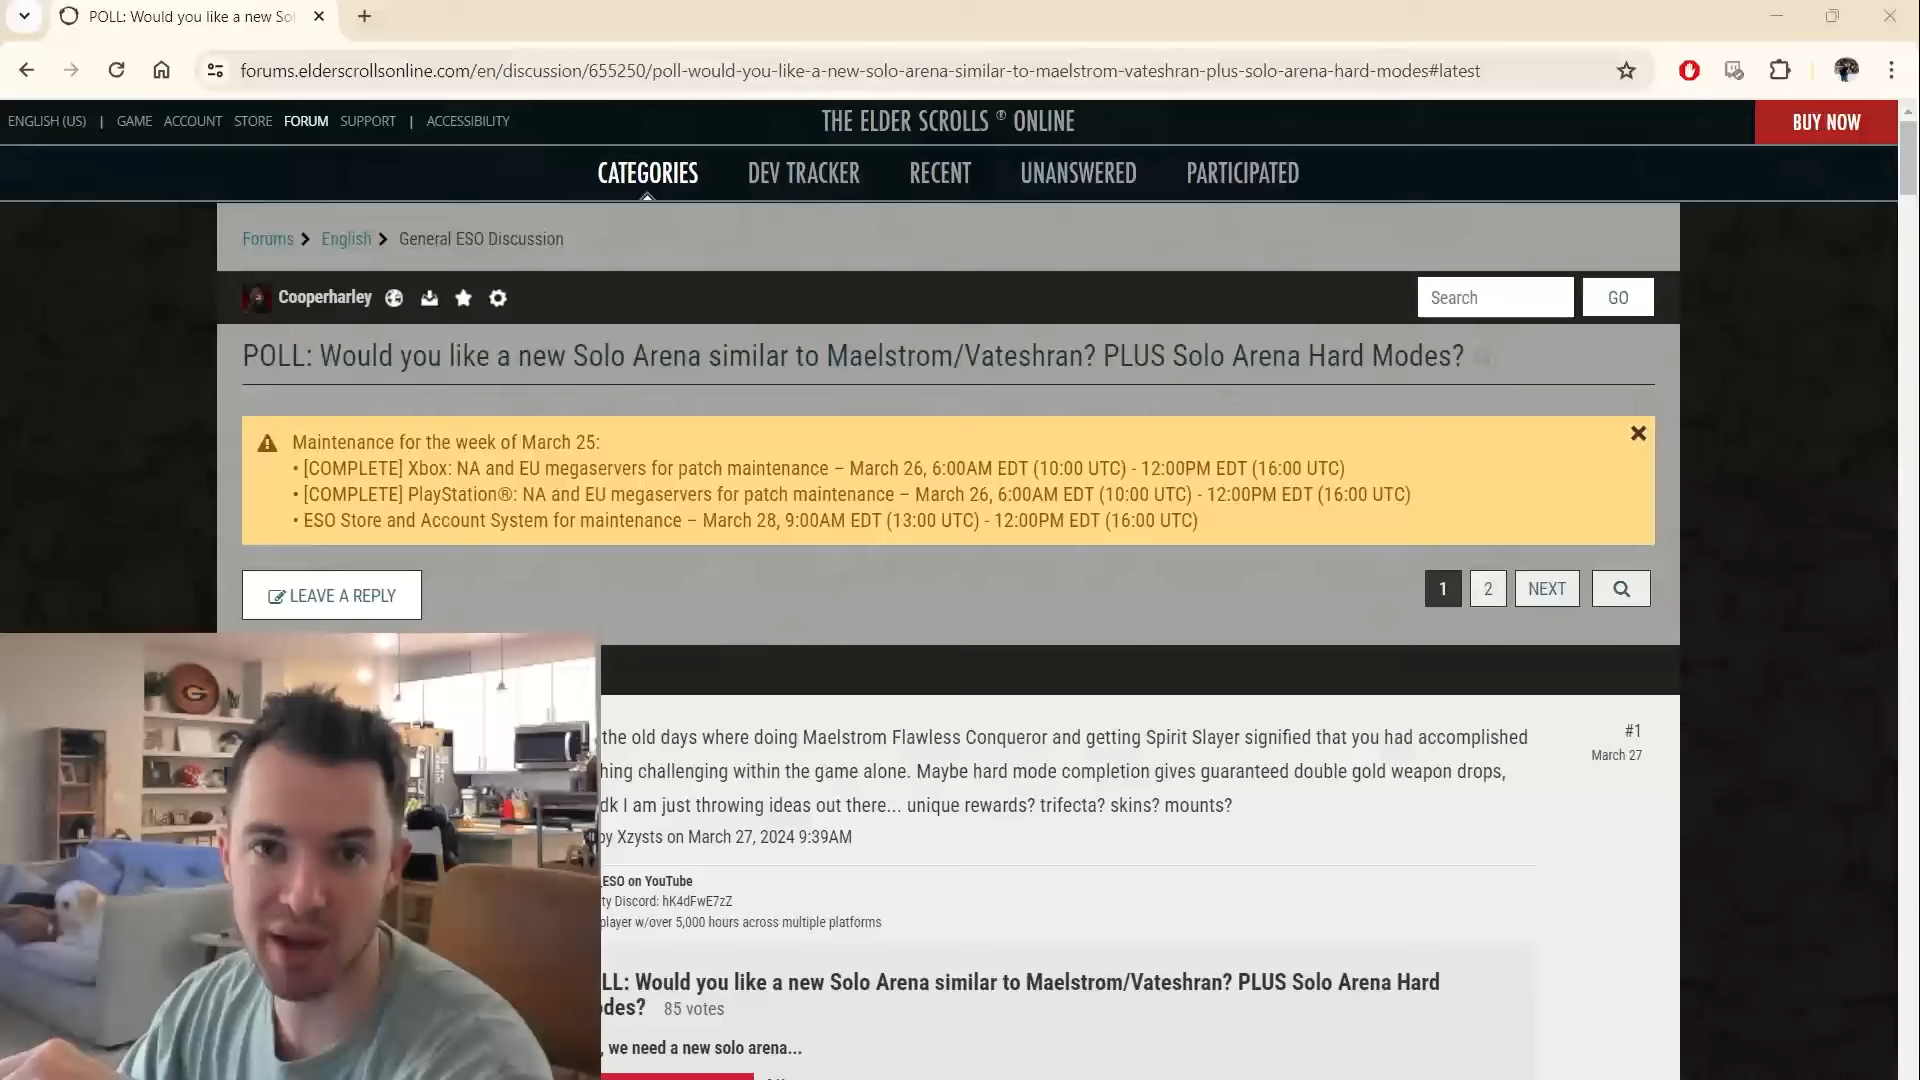 POLL: Would you like a new So
forums.elderscrollsonline.com/en/discussion/655250/poll-would-you-like-a-new-solo-arena-similar-to-maelstrom-vateshran-plus-solo-arena-hard-modes#latest
ENGLISH (US) | GAME ACCOUNT STORE FORUM SUPPORT | ACCESSIBILITY
THE ELDER SCROLLS ® ONLINE
BUY NOW
CATEGORIES DEV TRACKER RECENT UNANSWERED PARTICIPATED
Forums English General ESO Discussion
Cooperharley
Search GO
POLL: Would you like a new Solo Arena similar to Maelstrom/Vateshran? PLUS Solo Arena Hard Modes?
Maintenance for the week of March 25:
• [COMPLETE] Xbox: NA and EU megaservers for patch maintenance – March 26, 6:00AM EDT (10:00 UTC) - 12:00PM EDT (16:00 UTC)
• [COMPLETE] PlayStation®: NA and EU megaservers for patch maintenance – March 26, 6:00AM EDT (10:00 UTC) - 12:00PM EDT (16:00 UTC)
• ESO Store and Account System for maintenance – March 28, 9:00AM EDT (13:00 UTC) - 12:00PM EDT (16:00 UTC)
LEAVE A REPLY
1 2 NEXT
#1
March 27
the old days where doing Maelstrom Flawless Conqueror and getting Spirit Slayer signified that you had accomplished
hing challenging within the game alone. Maybe hard mode completion gives guaranteed double gold weapon drops,
dk I am just throwing ideas out there... unique rewards? trifecta? skins? mounts?
by Xzysts on March 27, 2024 9:39AM
ESO on YouTube
ty Discord: hK4dFwE7zZ
player w/over 5,000 hours across multiple platforms
LL: Would you like a new Solo Arena similar to Maelstrom/Vateshran? PLUS Solo Arena Hard
odes? 85 votes
, we need a new solo arena...
G